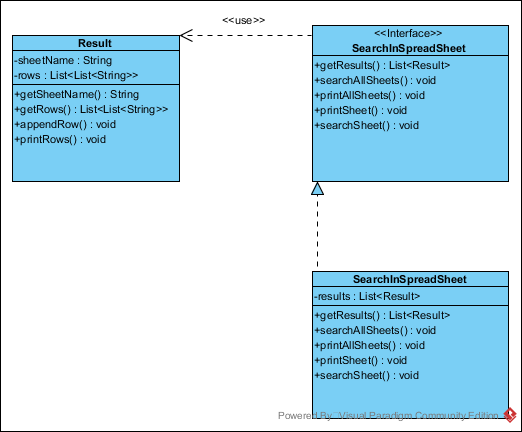 <<use>>
Result
-sheetName : String
-rows : List<List<String>>
+getSheetName() : String
+getRows() : List<List<String>>
+appendRow() : void
+printRows() : void
<<Interface>>
SearchInSpreadSheet
+getResults() : List<Result>
+searchAllSheets() : void
+printAllSheets() : void
+printSheet() : void
+searchSheet() : void
SearchInSpreadSheet
-results : List<Result>
+getResults() : List<Result>
+searchAllSheets() : void
+printAllSheets() : void
+printSheet() : void
+searchSheet() : void
Powered By Visual Paradigm Community Edition